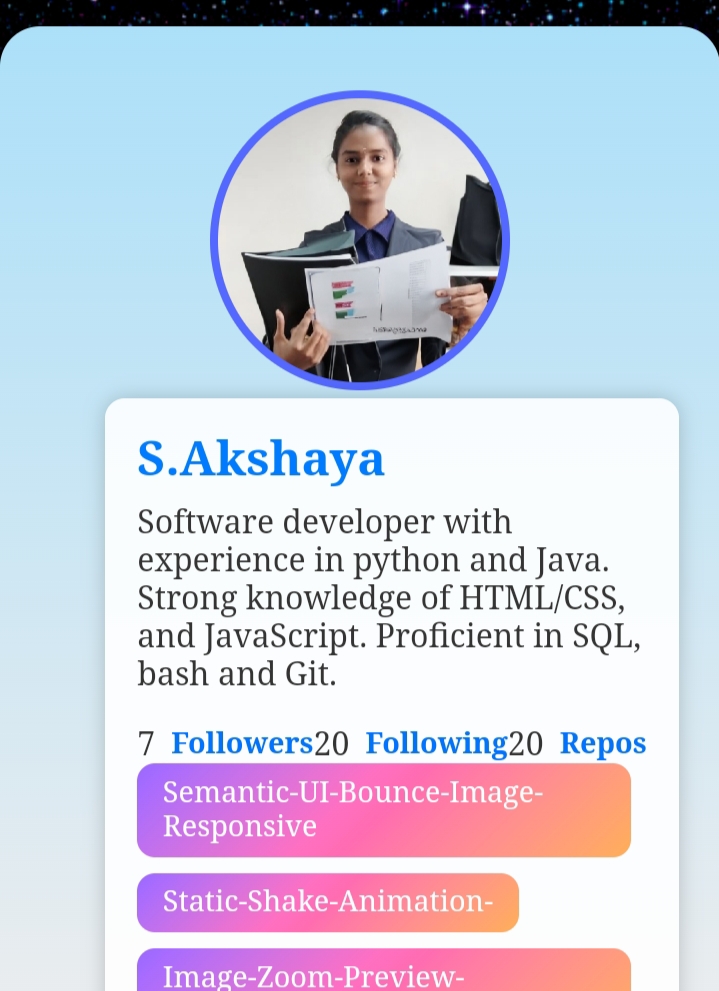 S.Akshaya
Software developer with
experience in python and Java.
Strong knowledge of HTML/CSS,
and JavaScript. Proficient in SQL,
bash and Git.
7 Followers20 Following20 Repos
Semantic-UI-Bounce-Image-
Responsive
Static-Shake-Animation-
Image-Zoom-Preview-